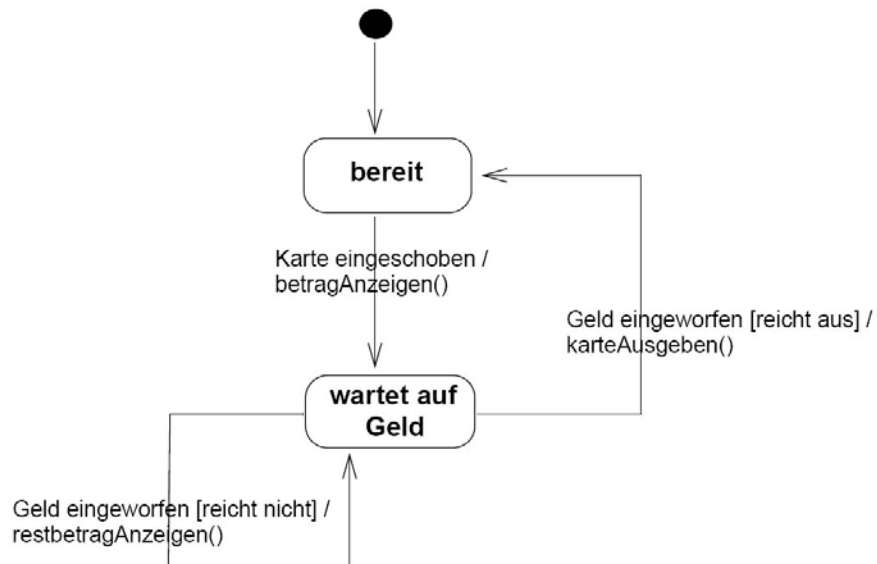 bereit
Karte eingeschoben /
betragAnzeigen()
Geld eingeworfen [reicht aus] /
karteAusgeben()
wartet auf
Geld
Geld eingeworfen [reicht nicht] /
restbetragAnzeigen()